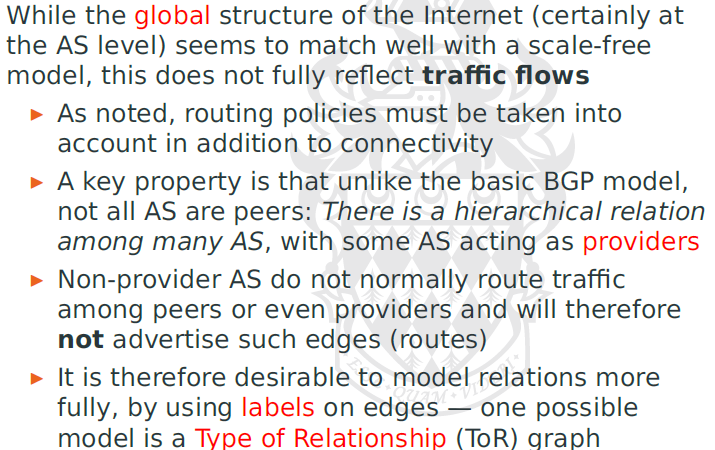 While the global structure of the Internet (certainly at
the AS level) seems to match well with a scale-free
model, this does not fully reflect traffic flows
▶ As noted, routing policies must be taken into
account in addition to connectivity
▶ A key property is that unlike the basic BGP model,
not all AS are peers: There is a hierarchical relation
among many AS, with some AS acting as providers
▶ Non-provider AS do not normally route traffic
among peers or even providers and will therefore
not advertise such edges (routes)
▶ It is therefore desirable to model relations more
fully, by using labels on edges — one possible
model is a Type of Relationship (ToR) graph
QUAM